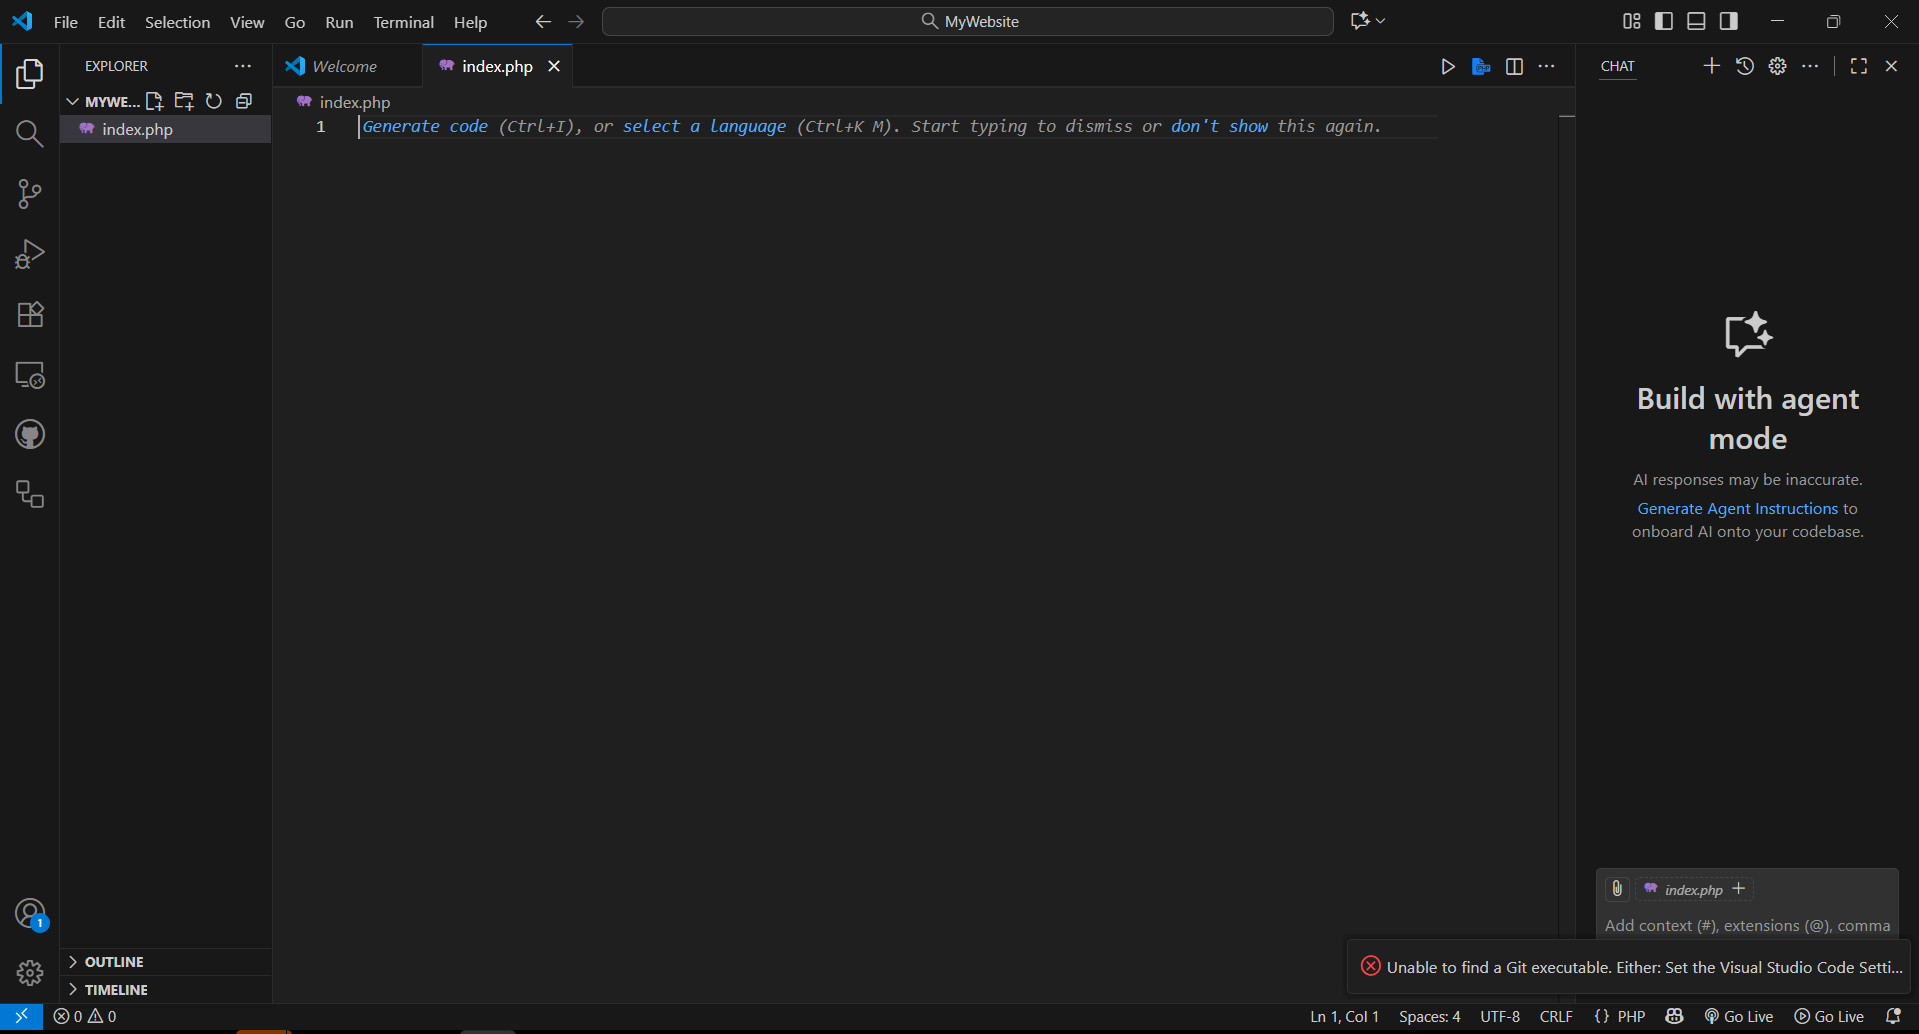 File Edit Selection View Go Run Terminal Help
MyWebsite
EXPLORER
MYWE...
index.php
Welcome
index.php
index.php
1
Generate code (Ctrl+I), or select a language (Ctrl+K M). Start typing to dismiss or don't show this again.
CHAT
Build with agent
mode
AI responses may be inaccurate.
Generate Agent Instructions to
onboard AI onto your codebase.
index.php
Add context (#), extensions (@), comma
Unable to find a Git executable. Either: Set the Visual Studio Code Setti...
1
OUTLINE
TIMELINE
0 0
Ln 1, Col 1 Spaces: 4 UTF-8 CRLF {} PHP Go Live Go Live